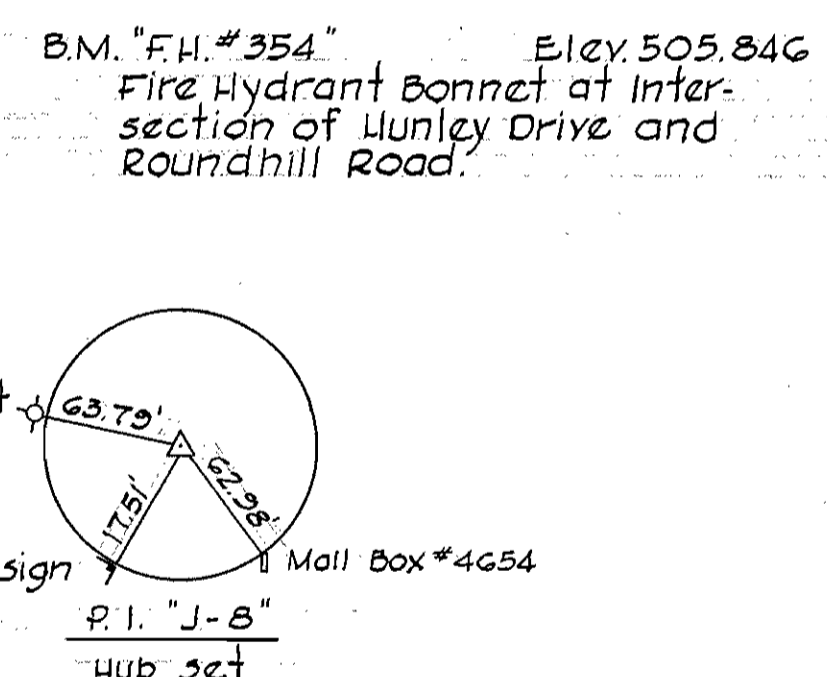 B.M. "F.H. #354" Elev. 505.846
Fire Hydrant Bonnet at Inter-
section of Hunley Drive and
Roundhill Road.
63.79'
17.51'
62.98'
sign
Mail Box #4654
P.I. "J-8"
Hub set